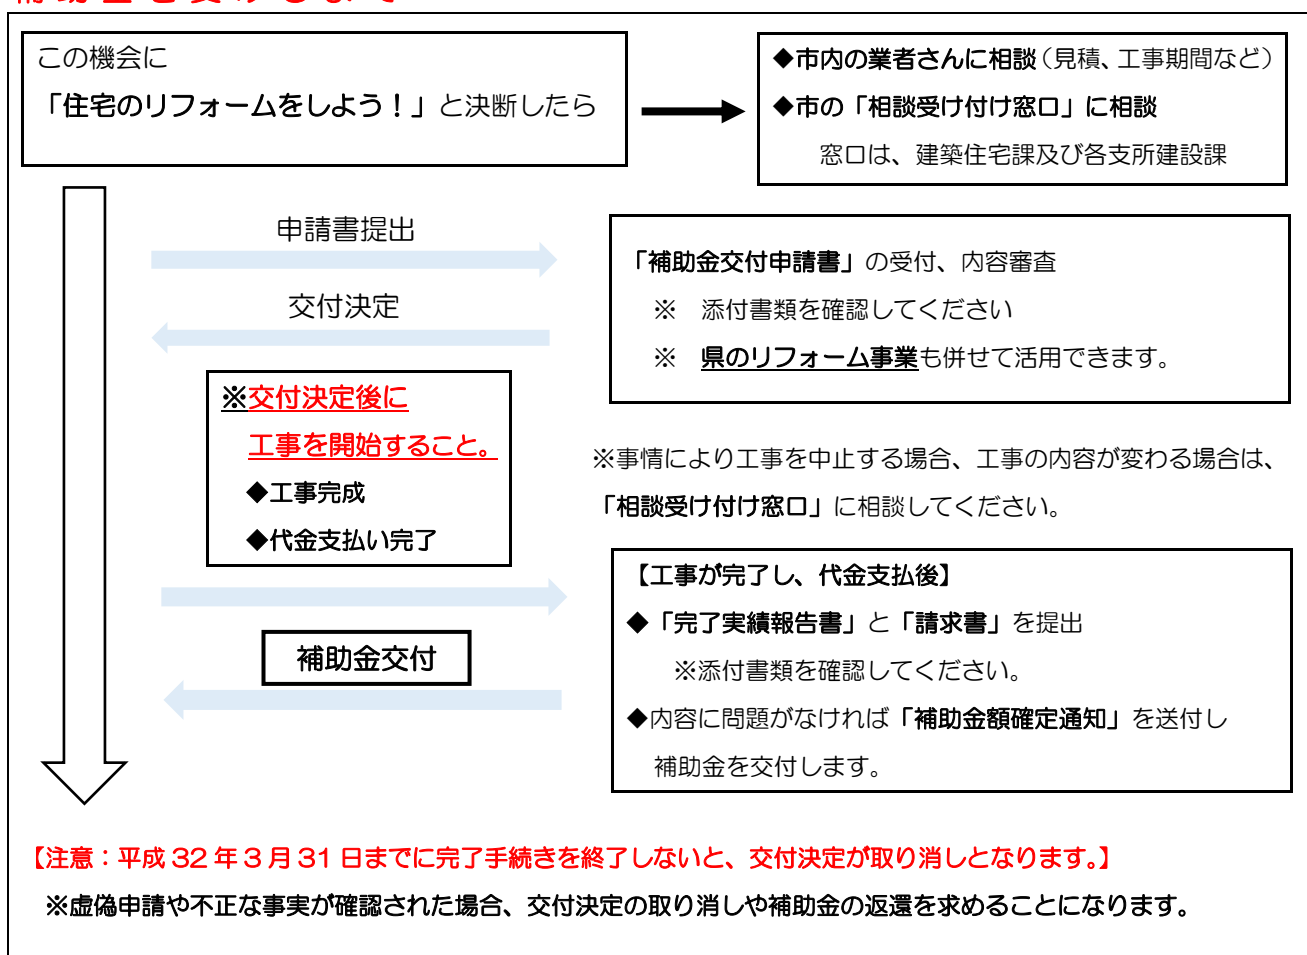 この機会に
「住宅のリフォームをしよう！」と決断したら
◆市内の業者さんに相談（見積、工事期間など）
◆市の「相談受け付け窓口」に相談
窓口は、建築住宅課及び各支所建設課
申請書提出
交付決定
「補助金交付申請書」の受付、内容審査
※　添付書類を確認してください
※　県のリフォーム事業も併せて活用できます。
※交付決定後に
工事を開始すること。
◆工事完成
◆代金支払い完了
※事情により工事を中止する場合、工事の内容が変わる場合は、
「相談受け付け窓口」に相談してください。
【工事が完了し、代金支払後】
◆「完了実績報告書」と「請求書」を提出
※添付書類を確認してください。
◆内容に問題がなければ「補助金額確定通知」を送付し
補助金を交付します。
補助金交付
【注意：平成 32 年 3 月 31 日までに完了手続きを終了しないと、交付決定が取り消しとなります。】
※虚偽申請や不正な事実が確認された場合、交付決定の取り消しや補助金の返還を求めることになります。